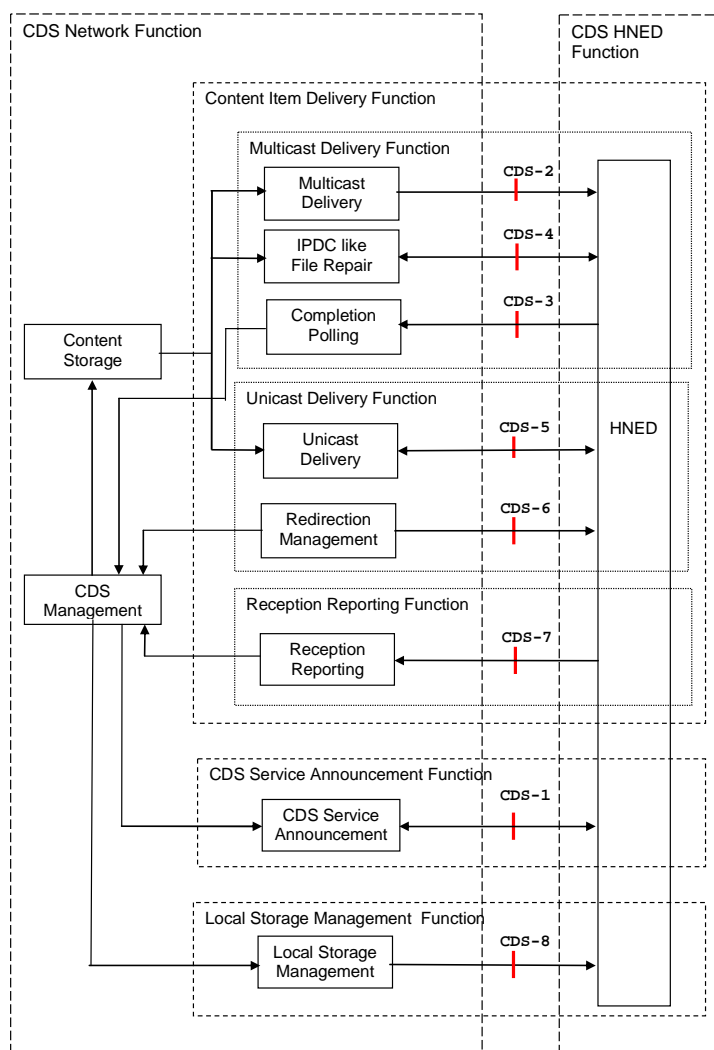 CDS Network Function
CDS HNED
Function
Content Item Delivery Function
Multicast Delivery Function
CDS-2
Multicast
Delivery
CDS-4
IPDC like
File Repair
CDS-3
Completion
Polling
Content
Storage
Unicast Delivery Function
CDS-5
HNED
Unicast
Delivery
CDS-6
Redirection
Management
CDS
Management
Reception Reporting Function
CDS-7
Reception
Reporting
CDS Service Announcement Function
CDS-1
CDS Service
Announcement
Local Storage Management Function
CDS-8
Local Storage
Management